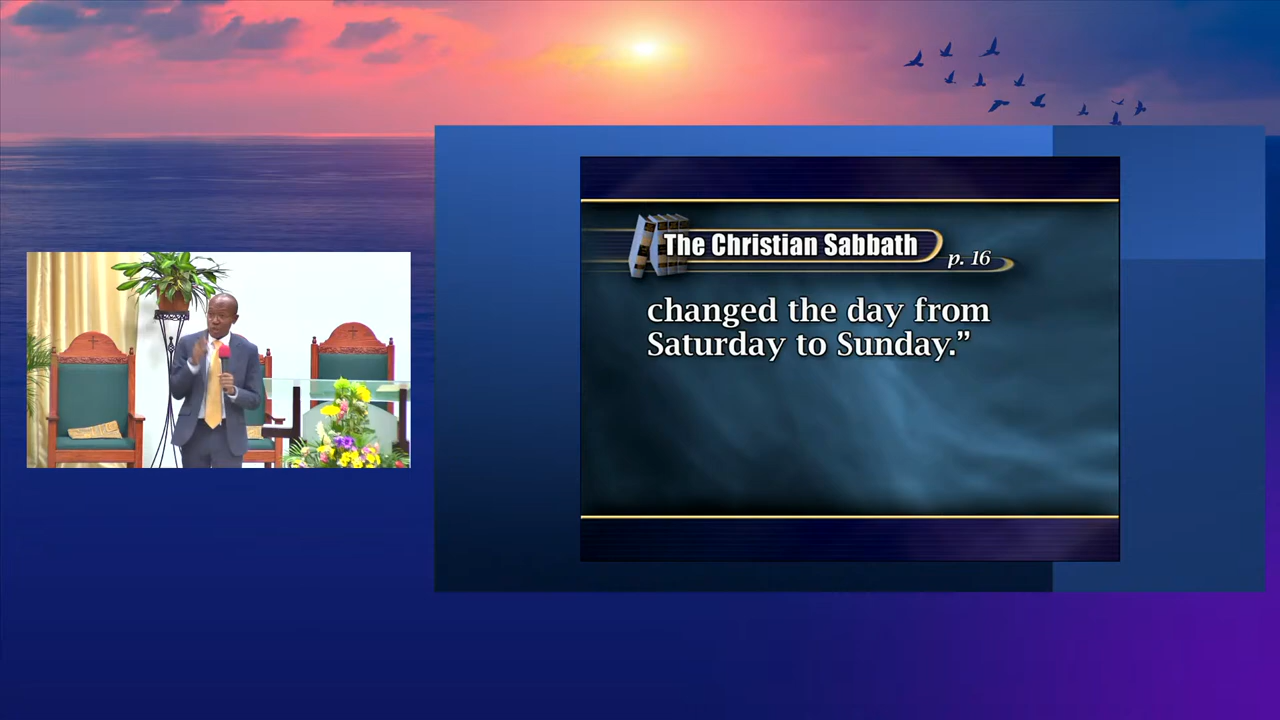 The Christian Sabbath
p. 16
changed the day from
Saturday to Sunday.”